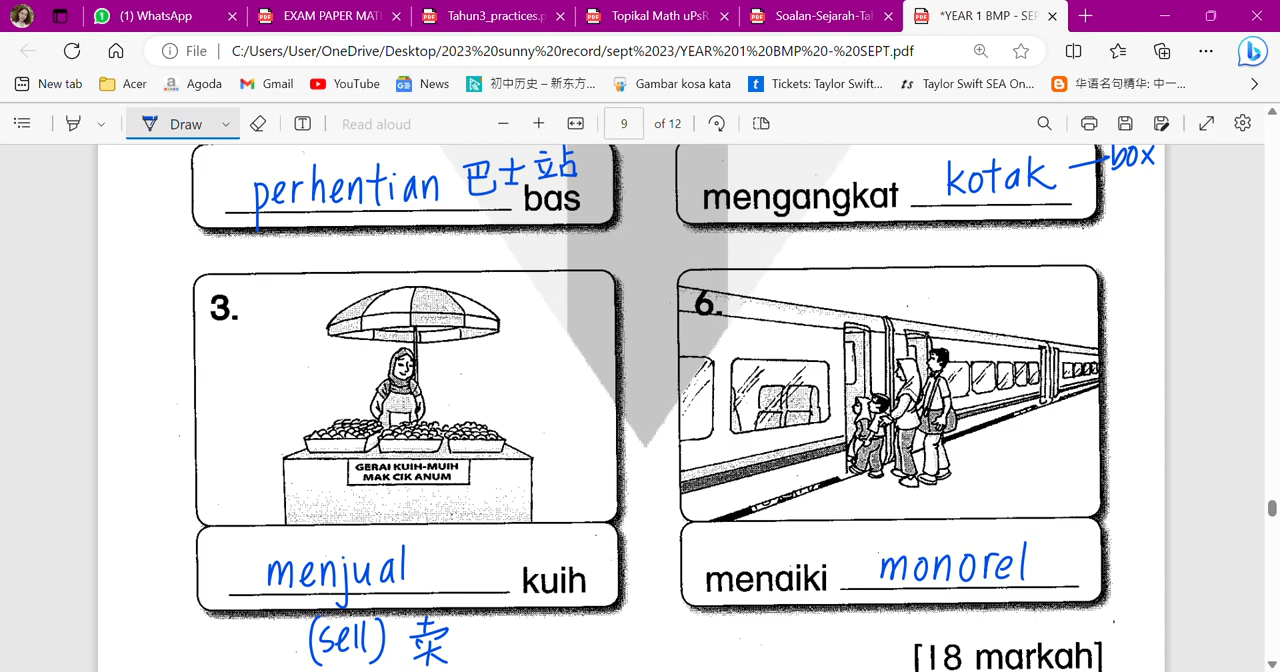 (1) WhatsApp
EXAM PAPER MAT
Tahun3_practices.p
Topikal Math uPsR
Soalan-Sejarah-Tah
*YEAR 1 BMP - SEP
File
C:/Users/User/OneDrive/Desktop/2023%20sunny%20record/sept%2023/YEAR%201%20BMP%20-%20SEPT.pdf
New tab
Acer
Agoda
Gmail
YouTube
News
初中历史 – 新东方...
Gambar kosa kata
Tickets: Taylor Swift...
Taylor Swift SEA On...
华语名句精华: 中一...
Draw
Read aloud
9 of 12
perhentian 巴士站 bas
mengangkat kotak — box
3.
GERAI KUIH-MUIH
MAK CIK ANUM
menjual kuih
(sell) 卖
6.
menaiki monorel
[18 markah]